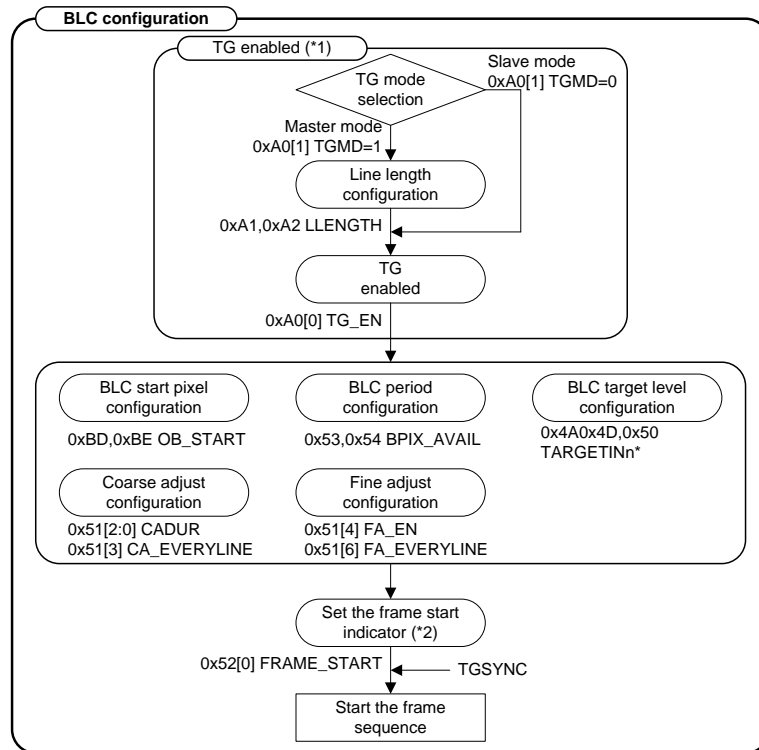 BLC configuration
TG enabled (*1)
TG mode
selection
Slave mode
0xA0[1] TGMD=0
Master mode
0xA0[1] TGMD=1
Line length
configuration
0xA1,0xA2 LLENGTH
TG
enabled
0xA0[0] TG_EN
BLC start pixel
configuration
0xBD,0xBE OB_START
BLC period
configuration
0x53,0x54 BPIX_AVAIL
BLC target level
configuration
0x4A0x4D,0x50
TARGETINn*
Coarse adjust
configuration
0x51[2:0] CADUR
0x51[3] CA_EVERYLINE
Fine adjust
configuration
0x51[4] FA_EN
0x51[6] FA_EVERYLINE
Set the frame start
indicator (*2)
0x52[0] FRAME_START
TGSYNC
Start the frame
sequence